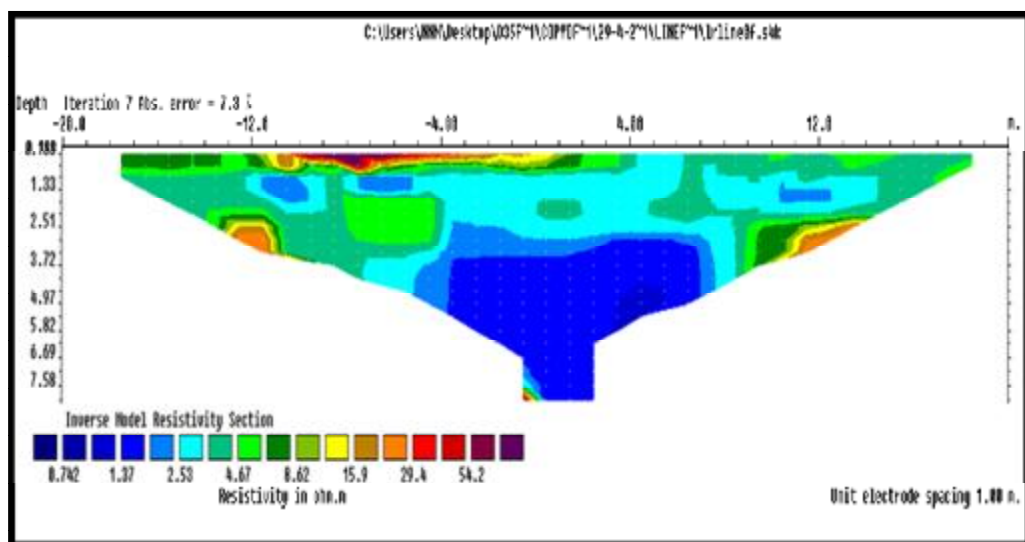 Depth Iteration 7 Abs. error = 7.3 %
-20.0 -12.0 -4.00 4.00 12.0 m.
1.33
2.51
3.72
4.97
5.82
6.69
7.58
Inverse Model Resistivity Section
0.742 1.37 2.53 4.67 8.62 15.9 29.4 54.2
Resistivity in ohm.m
Unit electrode spacing 1.00 m.